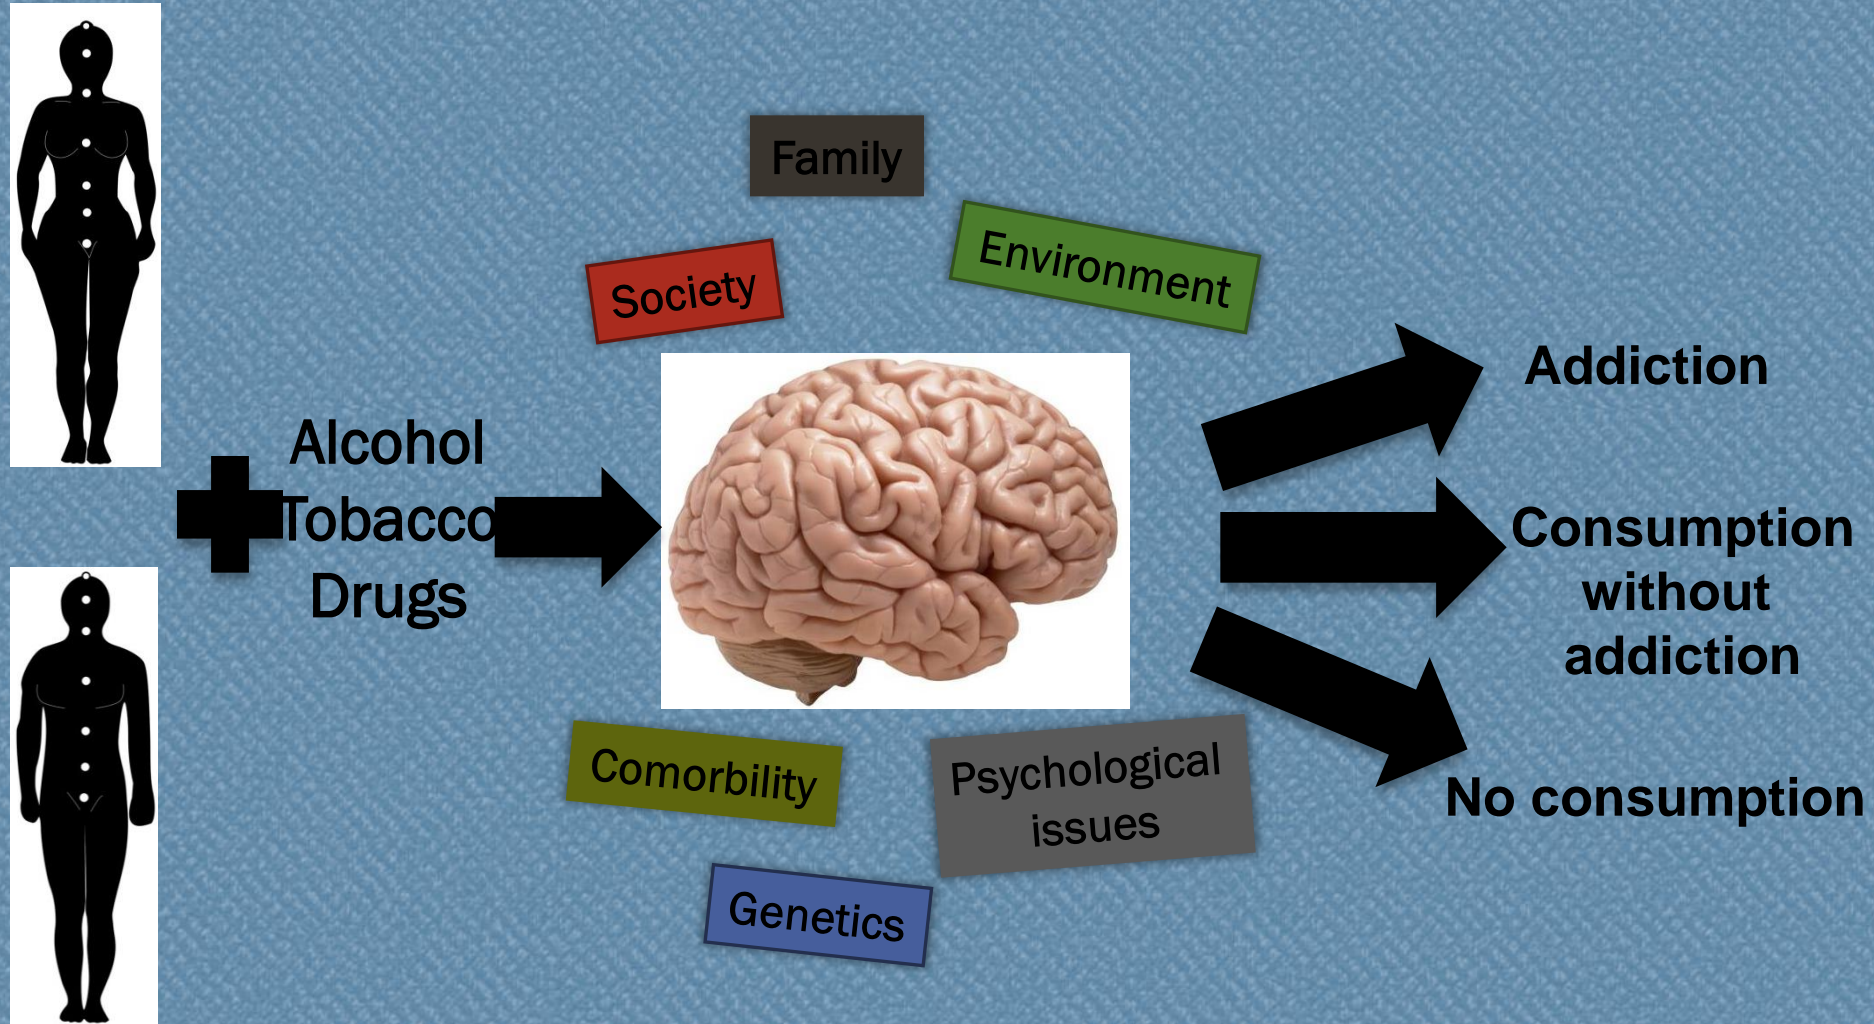 Family
Environment
Society
Addiction
Alcohol
Tobacco
Drugs
Consumption
without
addiction
Comorbility
Psychological
issues
No consumption
Genetics